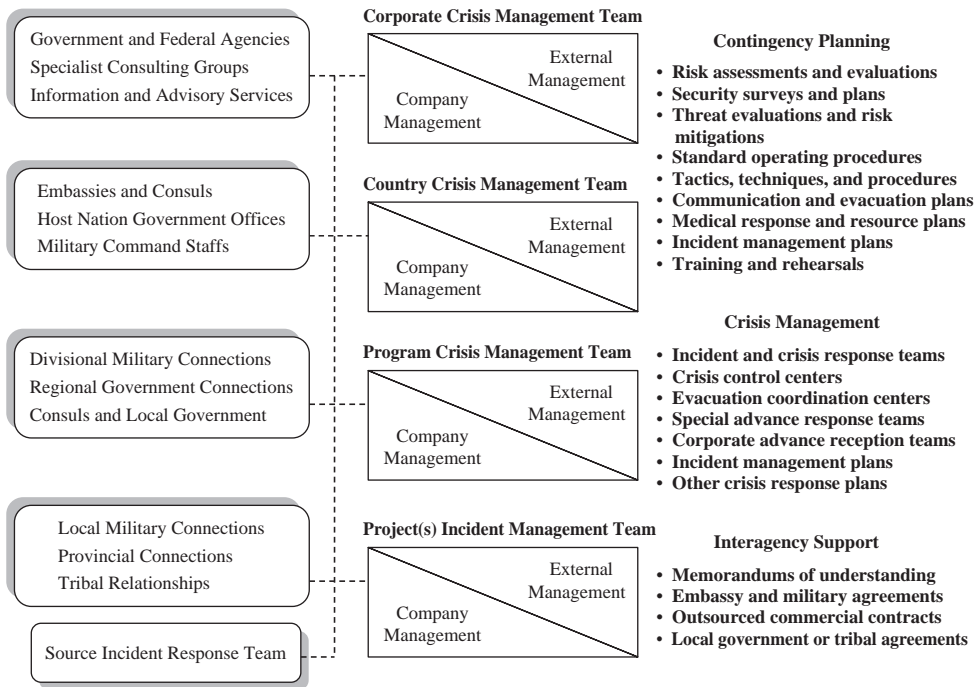 Government and Federal Agencies
Specialist Consulting Groups
Information and Advisory Services
Embassies and Consuls
Host Nation Government Offices
Military Command Staffs
Divisional Military Connections
Regional Government Connections
Consuls and Local Government
Local Military Connections
Provincial Connections
Tribal Relationships
Source Incident Response Team
Corporate Crisis Management Team
External
Management
Company
Management
Country Crisis Management Team
External
Management
Company
Management
Program Crisis Management Team
External
Management
Company
Management
Project(s) Incident Management Team
External
Management
Company
Management
Contingency Planning
• Risk assessments and evaluations
• Security surveys and plans
• Threat evaluations and risk
mitigations
• Standard operating procedures
• Tactics, techniques, and procedures
• Communication and evacuation plans
• Medical response and resource plans
• Incident management plans
• Training and rehearsals
Crisis Management
• Incident and crisis response teams
• Crisis control centers
• Evacuation coordination centers
• Special advance response teams
• Corporate advance reception teams
• Incident management plans
• Other crisis response plans
Interagency Support
• Memorandums of understanding
• Embassy and military agreements
• Outsourced commercial contracts
• Local government or tribal agreements